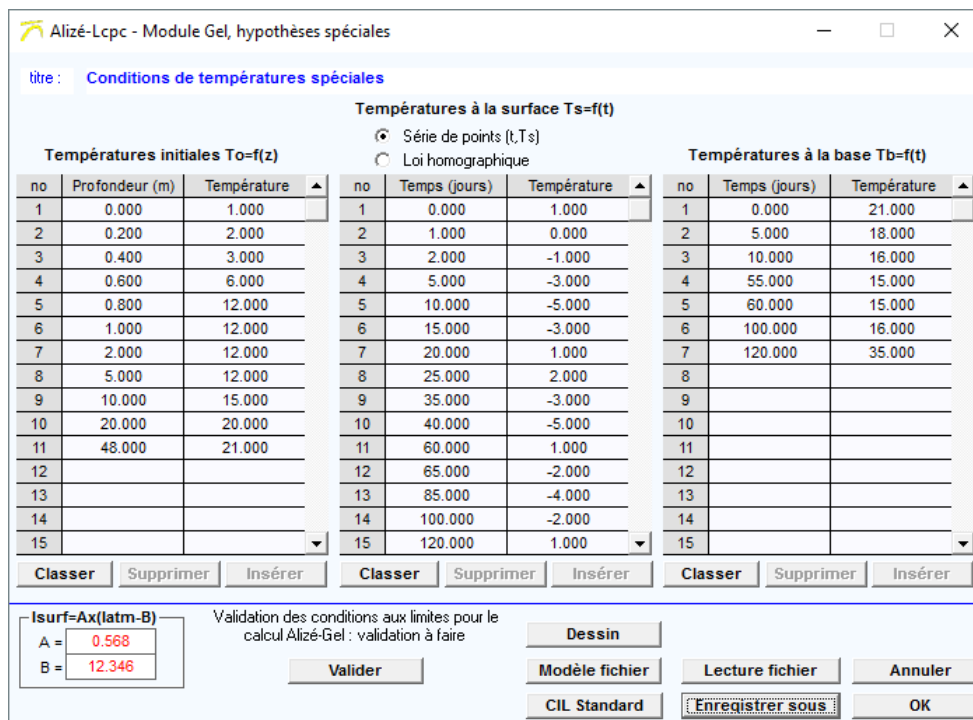 Alizé-Lcpc - Module Gel, hypothèses spéciales
titre : Conditions de températures spéciales
Températures à la surface Ts=f(t)
Série de points (t,Ts)
Loi homographique
Températures initiales To=f(z)
Températures à la base Tb=f(t)
no Profondeur (m) Température no Temps (jours) Température no Temps (jours) Température
1 0.000 1.000 1 0.000 1.000 1 0.000 21.000
2 0.200 2.000 2 1.000 0.000 2 5.000 18.000
3 0.400 3.000 3 2.000 -1.000 3 10.000 16.000
4 0.600 6.000 4 5.000 -3.000 4 55.000 15.000
5 0.800 12.000 5 10.000 -5.000 5 60.000 15.000
6 1.000 12.000 6 15.000 -3.000 6 100.000 16.000
7 2.000 12.000 7 20.000 1.000 7 120.000 35.000
8 5.000 12.000 8 25.000 2.000 8
9 10.000 15.000 9 35.000 -3.000 9
10 20.000 20.000 10 40.000 -5.000 10
11 48.000 21.000 11 60.000 1.000 11
12 12 65.000 -2.000 12
13 13 85.000 -4.000 13
14 14 100.000 -2.000 14
15 15 120.000 1.000 15
Classer Supprimer Insérer Classer Supprimer Insérer Classer Supprimer Insérer
Isurf=Ax(Iatm-B)
A = 0.568
B = 12.346
Validation des conditions aux limites pour le
calcul Alizé-Gel : validation à faire
Valider
Dessin
Modèle fichier Lecture fichier Annuler
CIL Standard Enregistrer sous OK